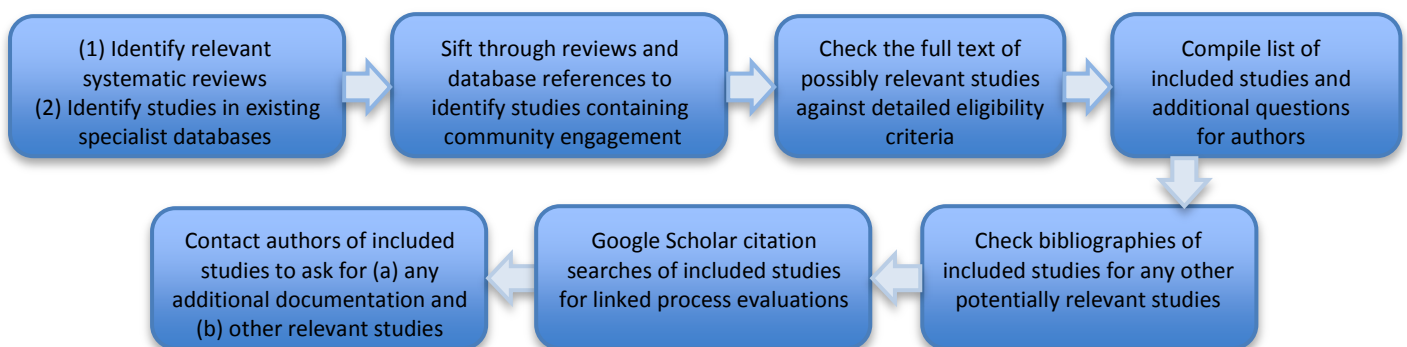 (1) Identify relevant
systematic reviews
(2) Identify studies in existing
specialist databases
Sift through reviews and
database references to
identify studies containing
community engagement
Check the full text of
possibly relevant studies
against detailed eligibility
criteria
Compile list of
included studies and
additional questions
for authors
Check bibliographies of
included studies for any other
potentially relevant studies
Google Scholar citation
searches of included studies
for linked process evaluations
Contact authors of included
studies to ask for (a) any
additional documentation and
(b) other relevant studies